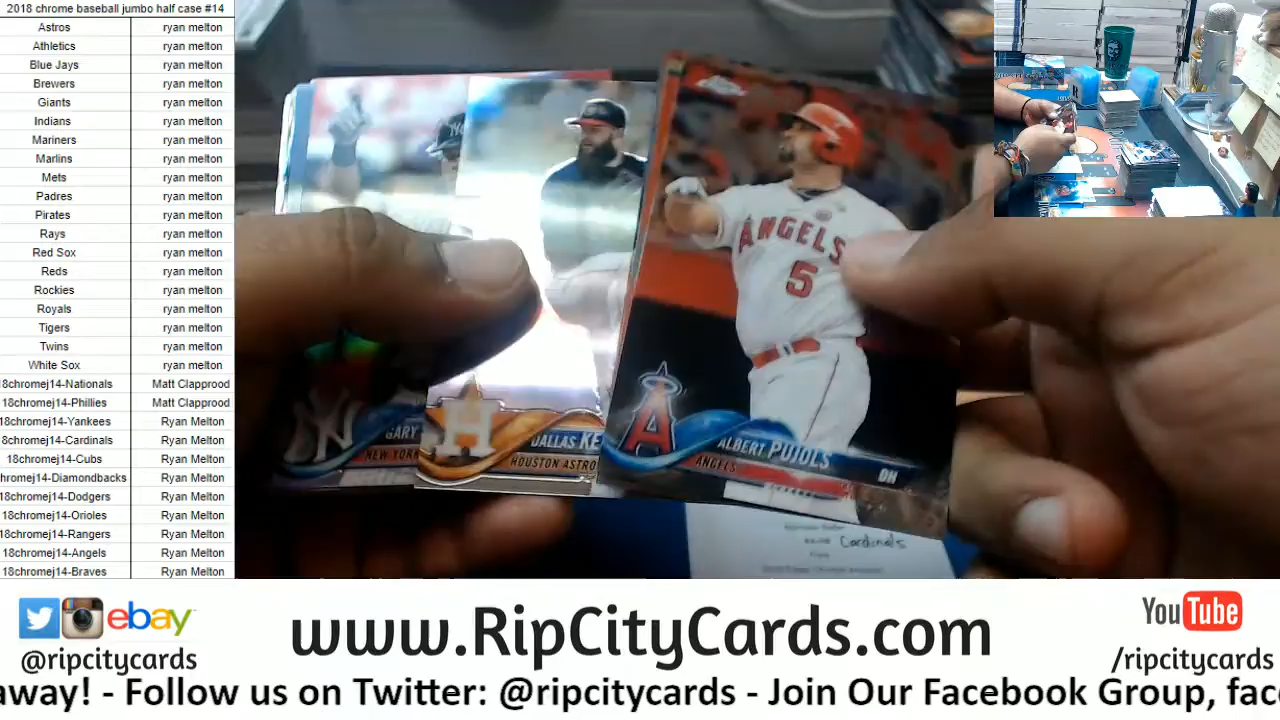 2018 chrome baseball jumbo half case #14
Astros ryan melton
Athletics ryan melton
Blue Jays ryan melton
Brewers ryan melton
Giants ryan melton
Indians ryan melton
Mariners ryan melton
Marlins ryan melton
Mets ryan melton
Padres ryan melton
Pirates ryan melton
Rays ryan melton
Red Sox ryan melton
Reds ryan melton
Rockies ryan melton
Royals ryan melton
Tigers ryan melton
Twins ryan melton
White Sox ryan melton
18chromej14-Nationals Matt Clapprood
18chromej14-Phillies Matt Clapprood
18chromej14-Yankees Ryan Melton
8chromej14-Cardinals Ryan Melton
18chromej14-Cubs Ryan Melton
hromej14-Diamondbacks Ryan Melton
18chromej14-Dodgers Ryan Melton
18chromej14-Orioles Ryan Melton
18chromej14-Rangers Ryan Melton
18chromej14-Angels Ryan Melton
18chromej14-Braves Ryan Melton
NY
GARY
NEW YORK
H
DALLAS KE
HOUSTON ASTRO
ANGELS
5
A
ALBERT PUJOLS
ANGELS
DH
Cardinals
ebay
@ripcitycards
www.RipCityCards.com
YouTube
/ripcitycards
away! - Follow us on Twitter: @ripcitycards - Join Our Facebook Group, face